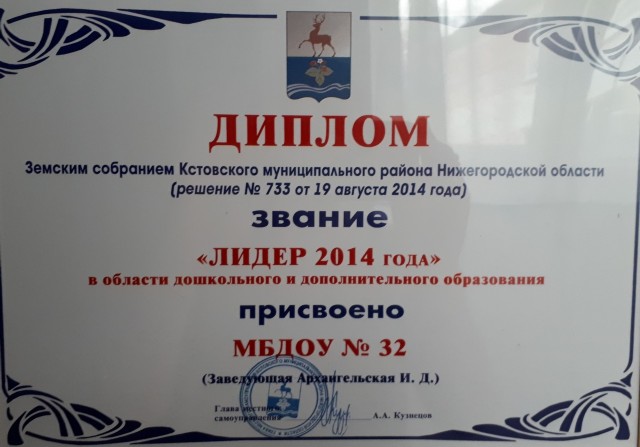 ДИПЛОМ
Земским собранием Кстовского муниципального района Нижегородской области
(решение № 733 от 19 августа 2014 года)
звание
«ЛИДЕР 2014 ГОДА»
в области дошкольного и дополнительного образования
присвоено
МБДОУ № 32
(Заведующая Архангельская И. Д.)
Глава местного
самоуправления А.А. Кузнецов